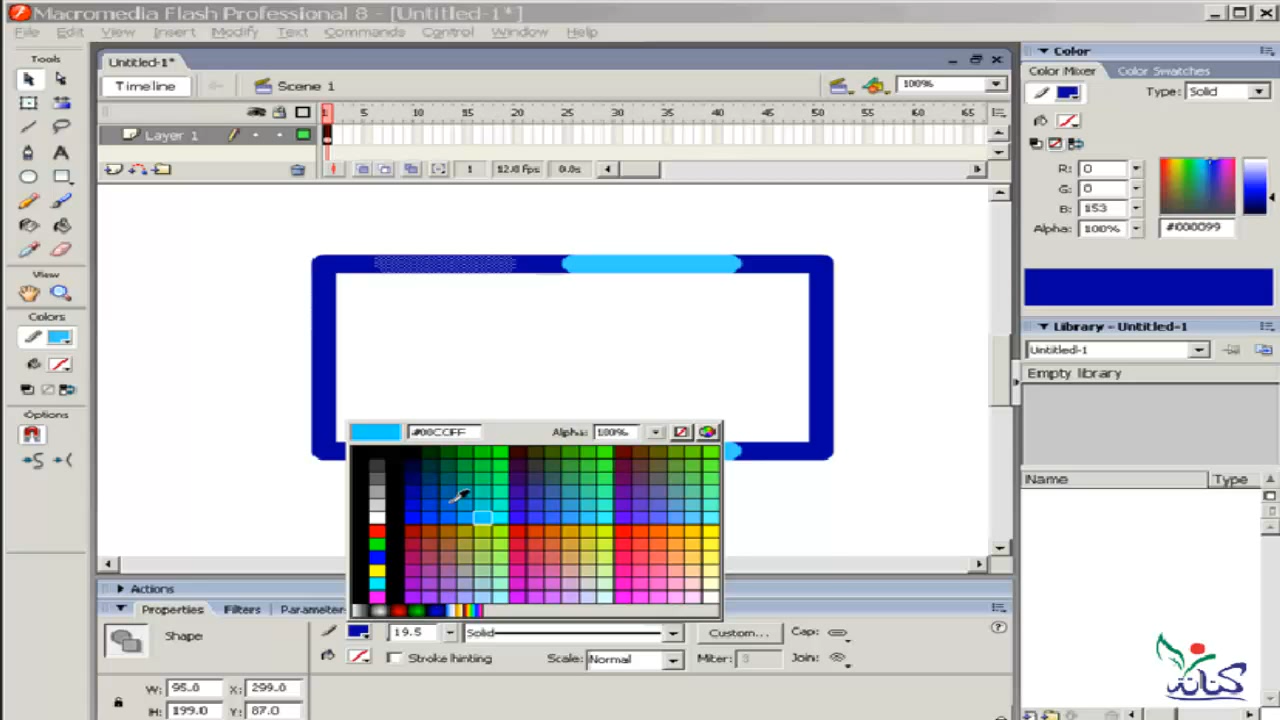 Macromedia Flash Professional 8 - [Untitled-1*]
File Edit View Insert Modify Text Commands Control Window Help
Tools
Untitled-1*
Timeline Scene 1 100%
1 5 10 15 20 25 30 35 40 45 50 55 60 65
Layer 1
1 12.0 fps 0.0s
View
Colors
Options
Color
Color Mixer Color Swatches
Type: Solid
R: 0
G: 0
B: 153
Alpha: 100% #000099
Library - Untitled-1
Untitled-1
Empty library
Name Type
#00CCFF Alpha: 100%
Actions
Properties Filters Parameter
Shape 19.5 Solid Custom... Cap:
Stroke hinting Scale: Normal Miter: 3 Join:
W: 95.0 X: 299.0
H: 199.0 Y: 87.0
كنانة